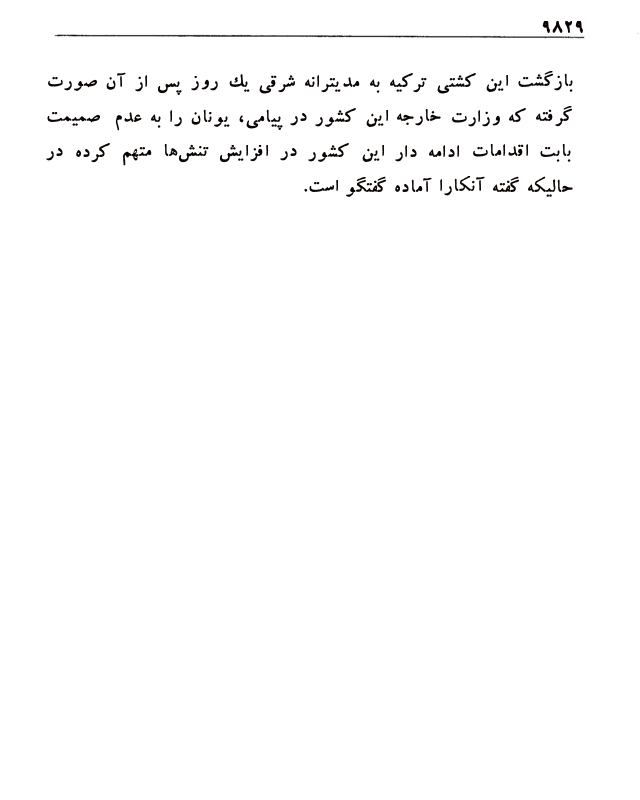 ۹۸۲۹
بازگشت این کشتی ترکیه به مدیترانه شرقی یك روز پس از آن صورت
گرفته که وزارت خارجه این کشور در پیامی، یونان را به عدم صمیمت
بابت اقدامات ادامه دار این کشور در افزایش تنش‌ها متهم کرده در
حالیکه گفته آنکارا آماده گفتگو است.